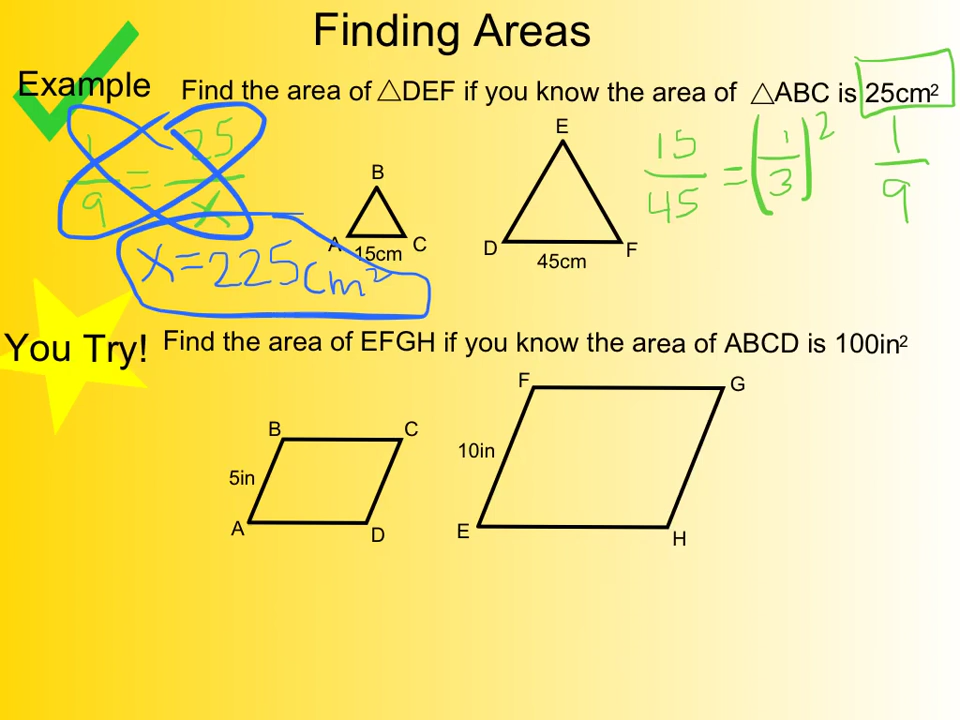 Finding Areas
Example Find the area of △DEF if you know the area of △ABC is 25cm²
1/9 = 25/x
x=225cm²
B
A 15cm C
E
D 45cm F
15/45 = (1/3)² 1/9
You Try! Find the area of EFGH if you know the area of ABCD is 100in²
B C
5in
A D
F G
10in
E H